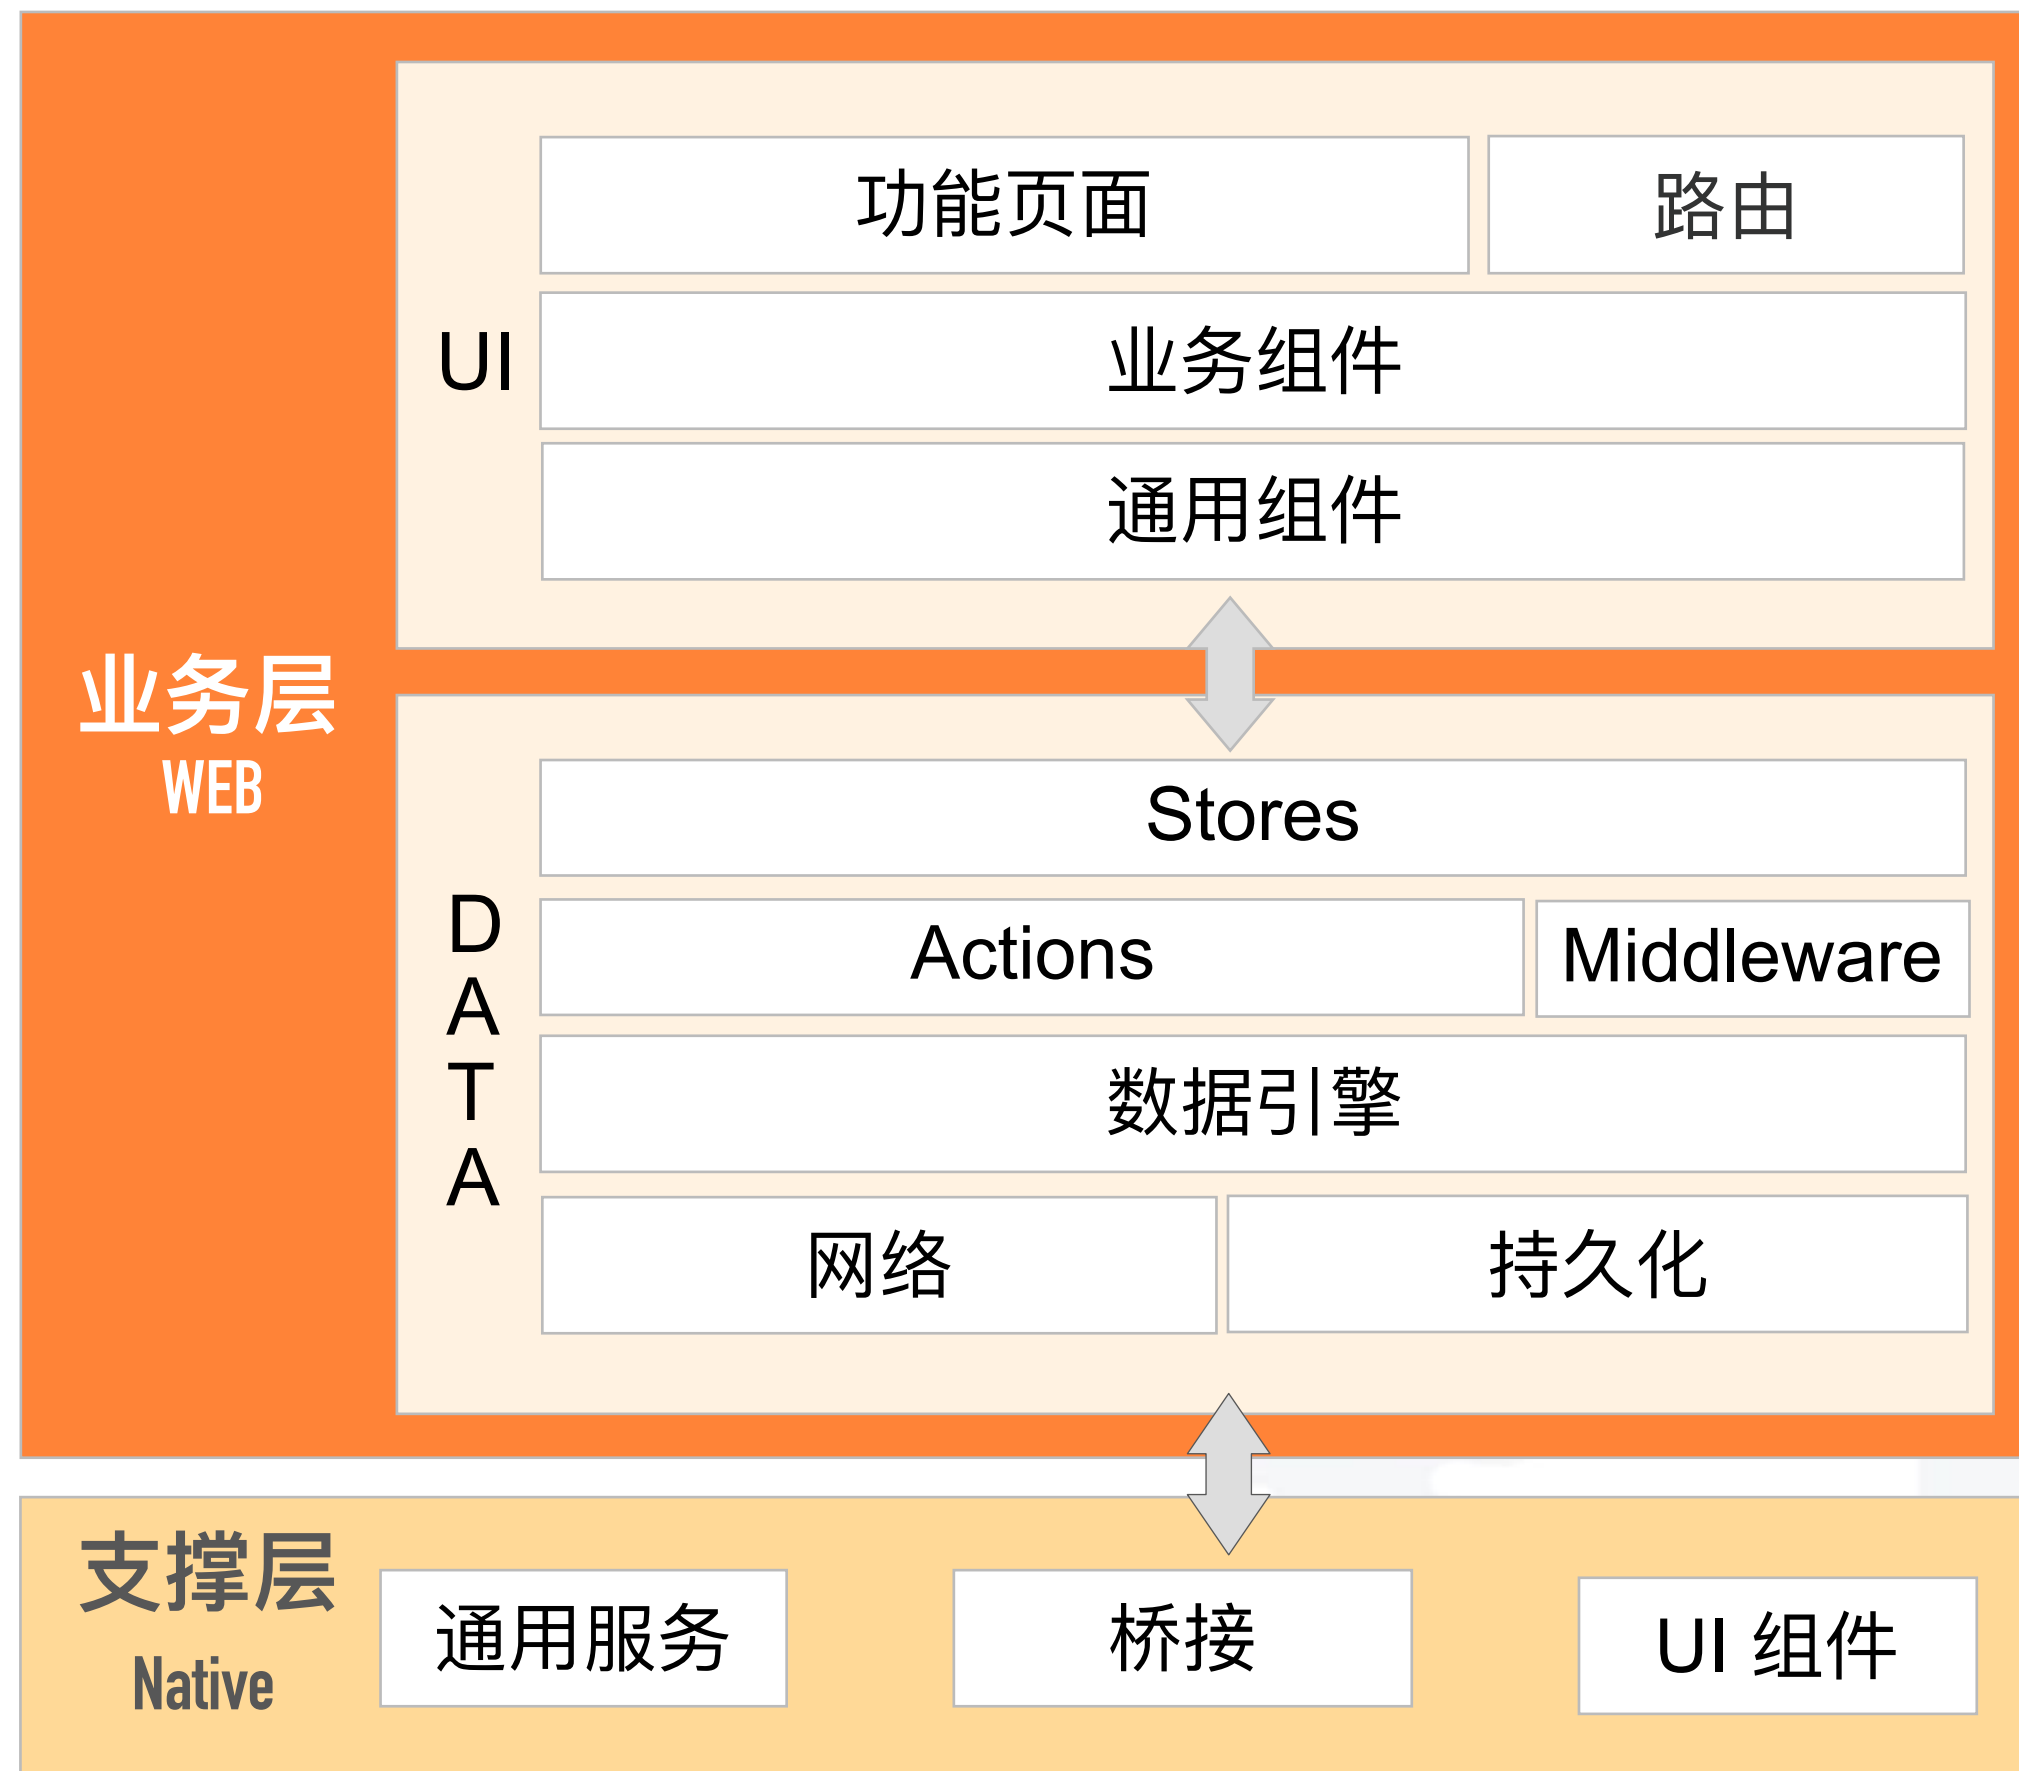 功能页面
路由
UI
业务组件
通用组件
业务层
WEB
Stores
D
A
T
A
Actions
Middleware
数据引擎
网络
持久化
支撑层
Native
通用服务
桥接
UI 组件